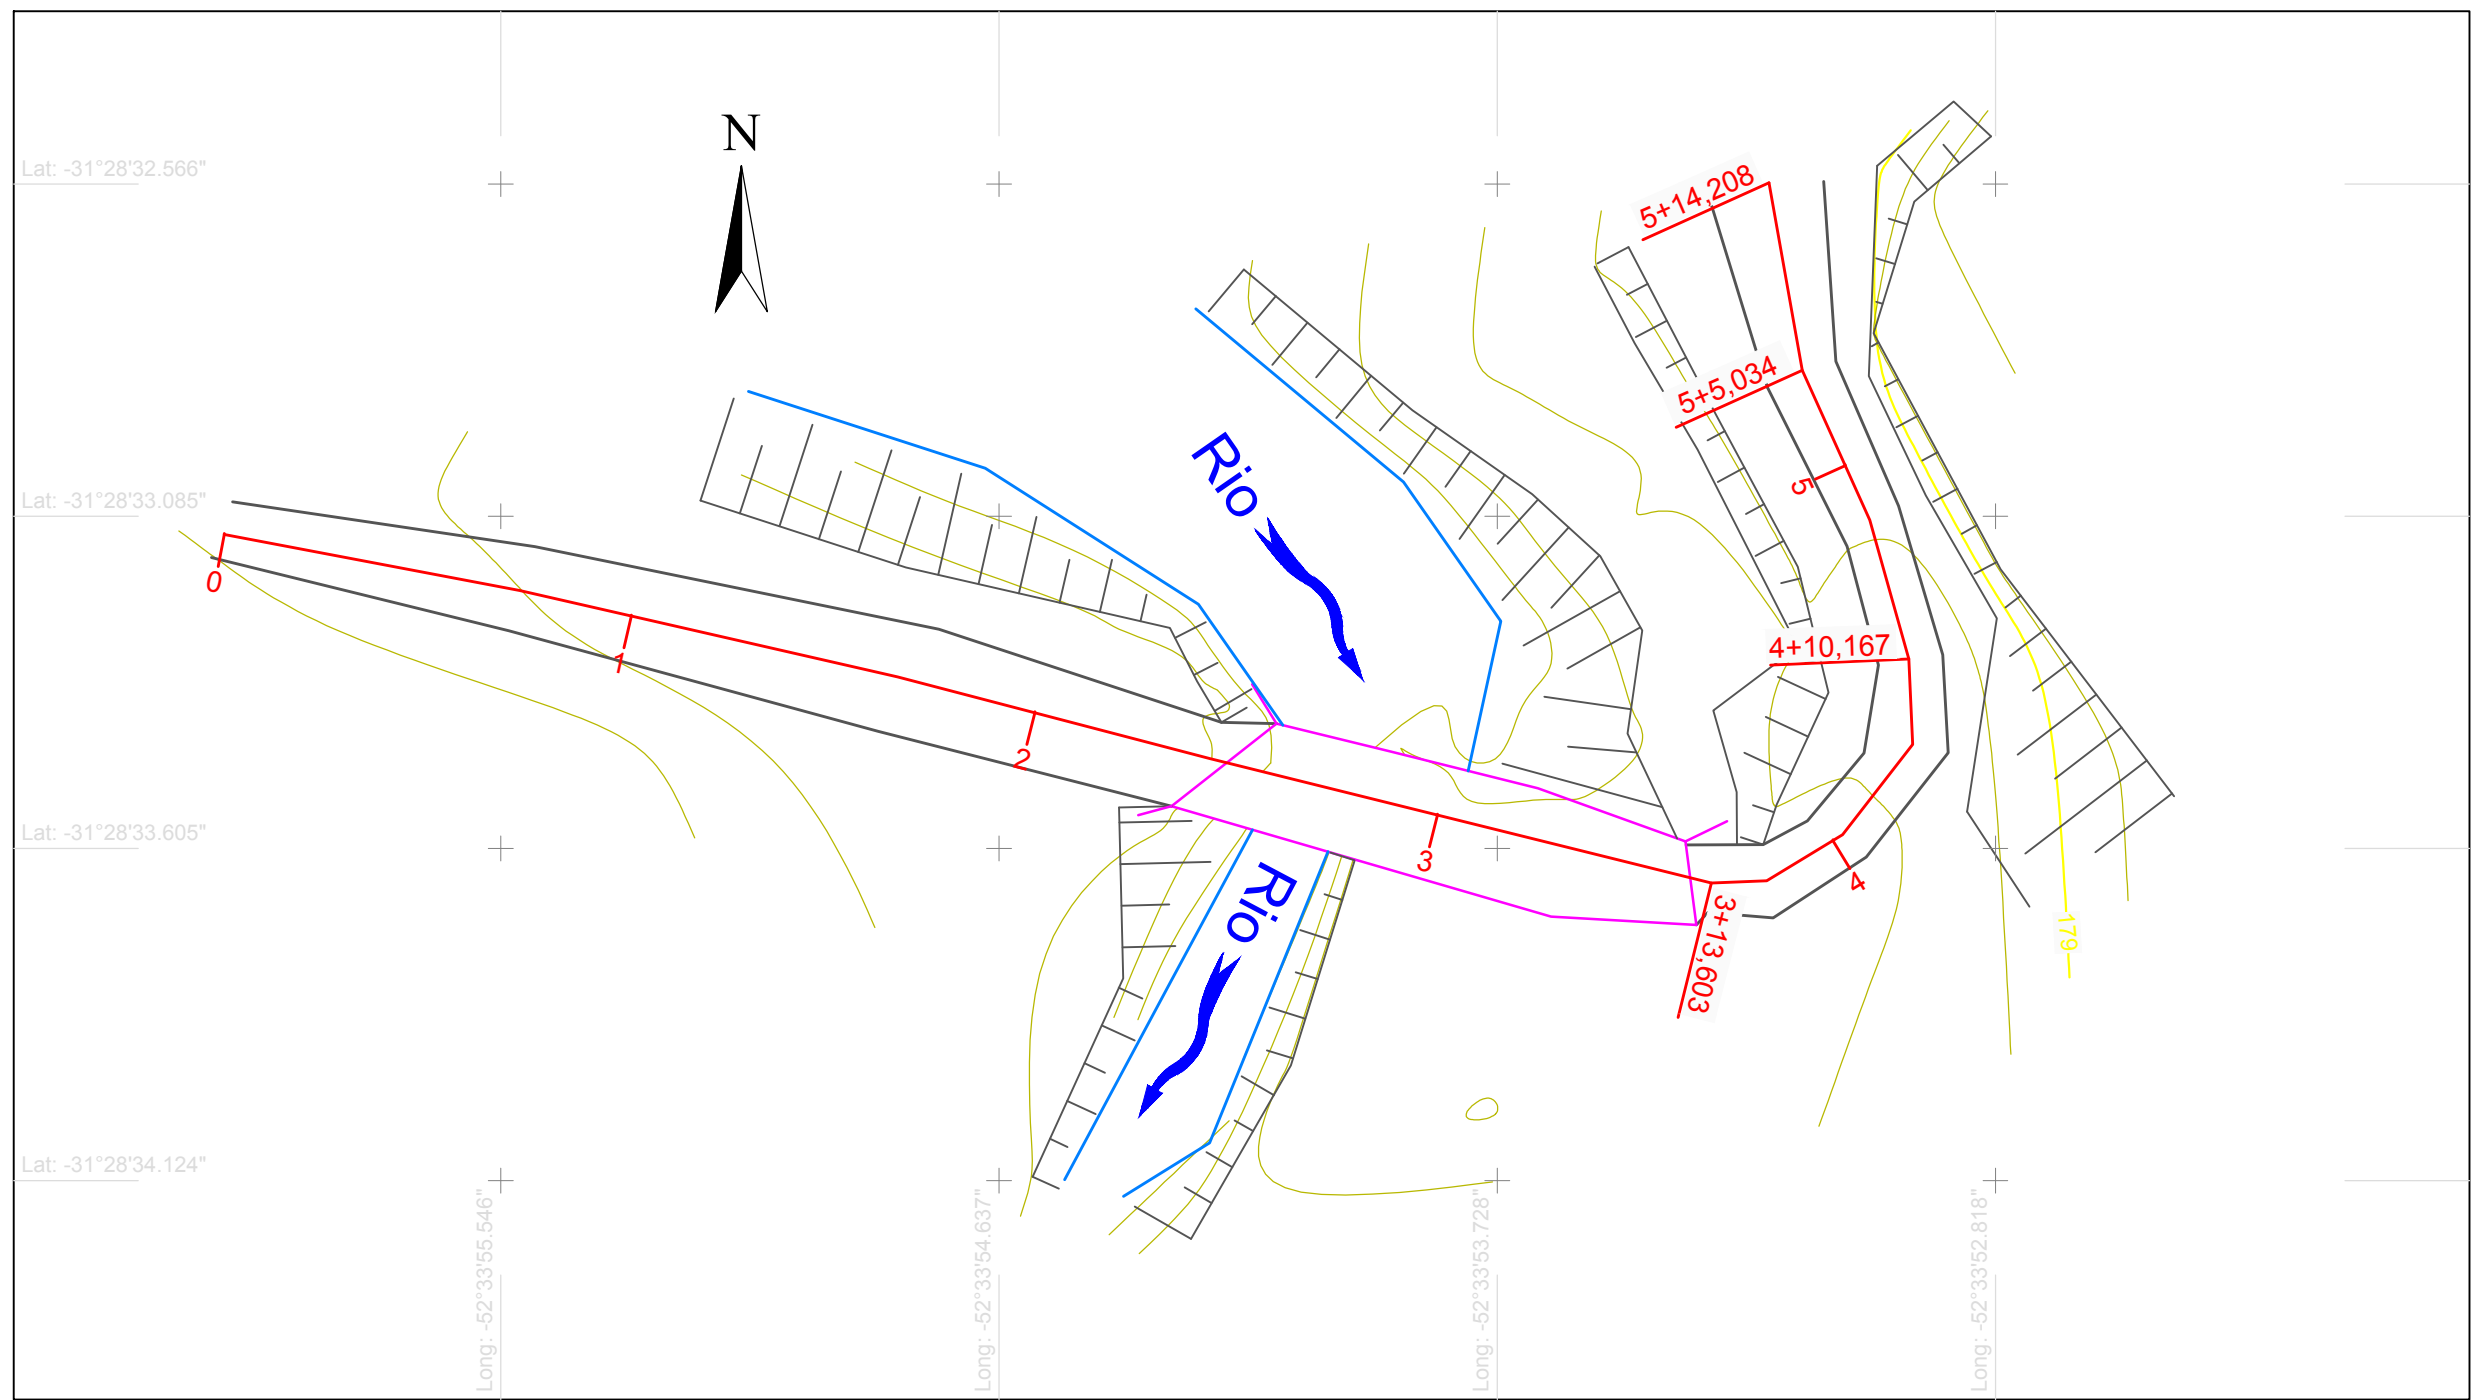 N
Lat: -31°28'32.566"
5+14,208
5+5,034
Rio
Lat: -31°28'33.085"
5
0
4+10,167
1
2
Lat: -31°28'33.605"
3
4
Rio
3+13,603
179
Lat: -31°28'34.124"
Long: -52°33'55.546"
Long: -52°33'54.637"
Long: -52°33'53.728"
Long: -52°33'52.818"